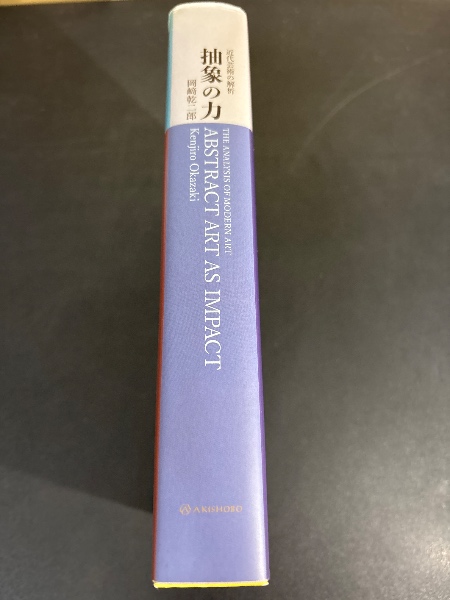 近代芸術の解析
抽象の力
岡﨑乾二郎
THE ANALYSIS OF MODERN ART
ABSTRACT ART AS IMPACT
Kenjiro Okazaki
AKISHOBO